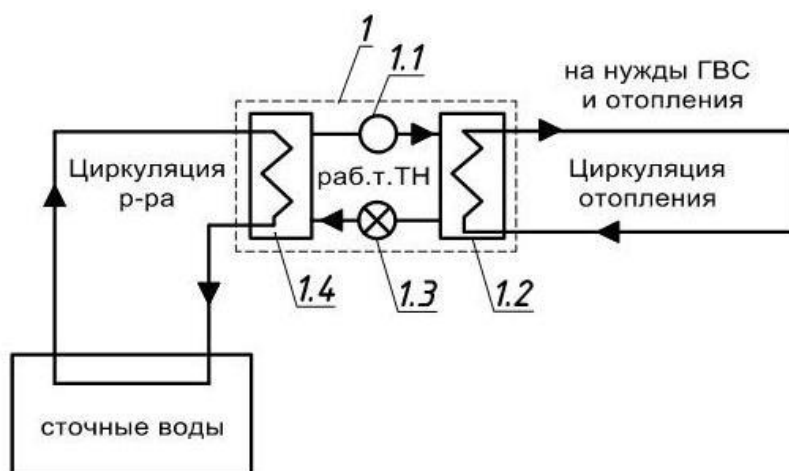 1
1.1
на нужды ГВС
и отопления
Циркуляция
р-ра
раб.т.ТН
Циркуляция
отопления
1.4
1.3
1.2
сточные воды